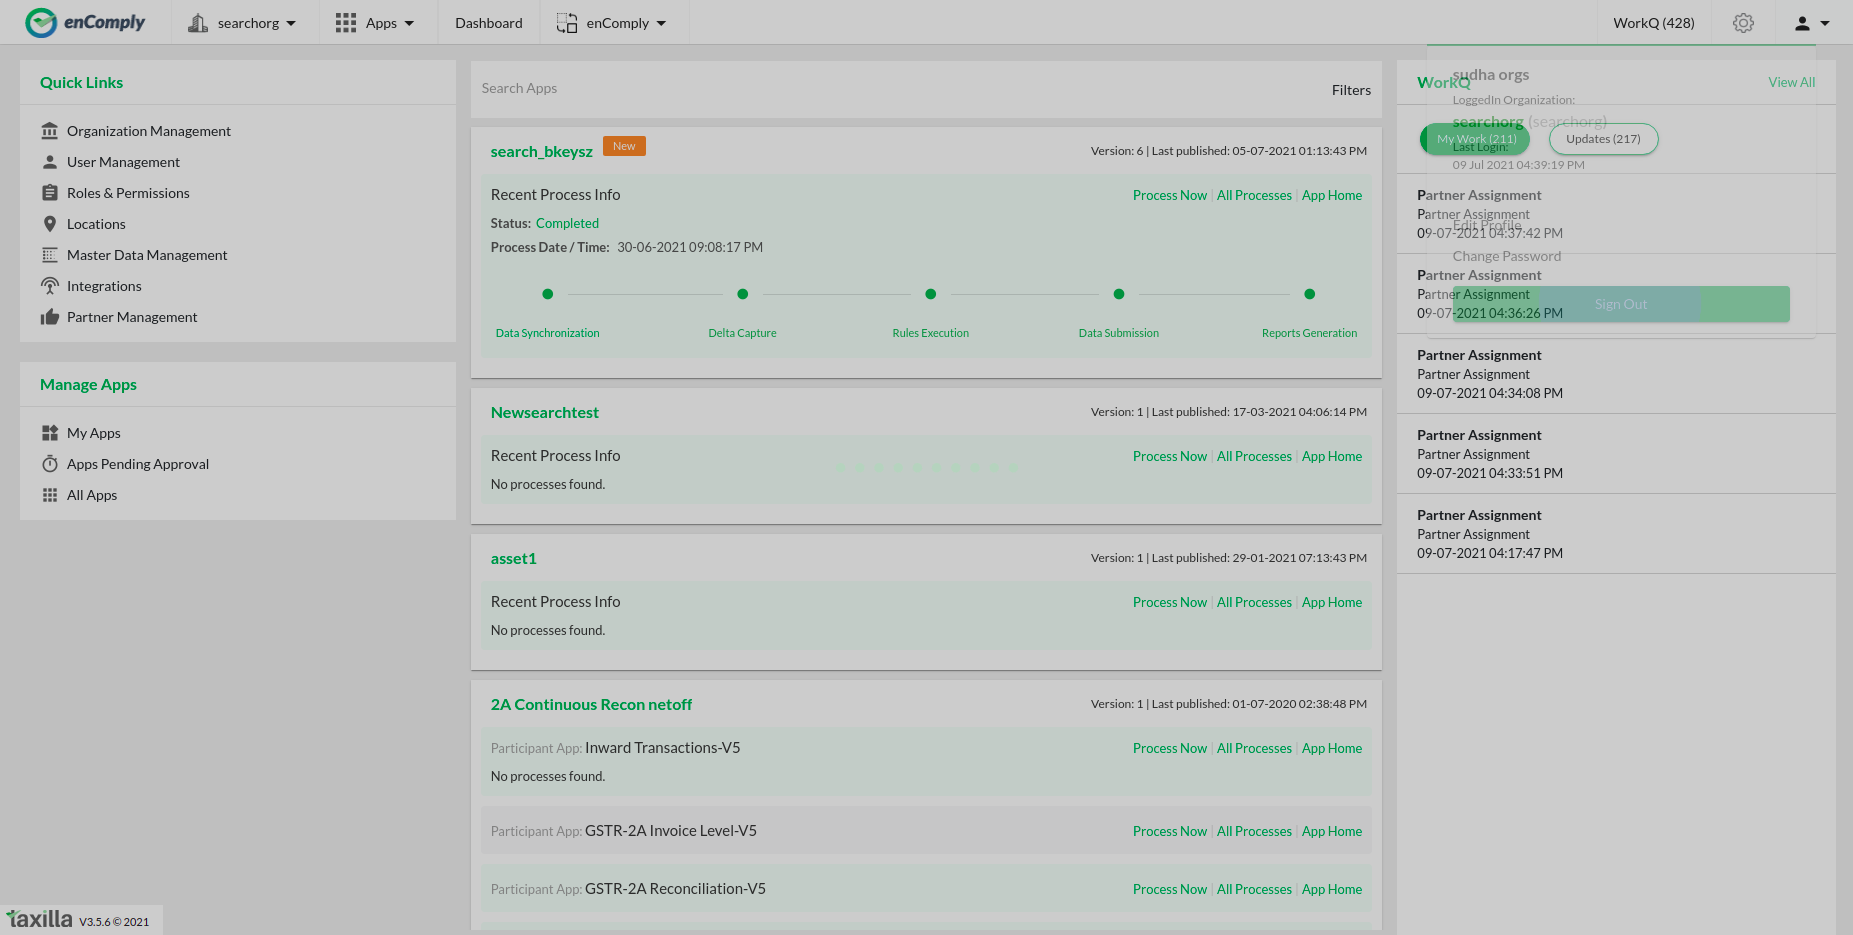 enComply
searchorg
Apps
Dashboard
enComply
WorkQ (428)
Quick Links
Organization Management
User Management
Roles & Permissions
Locations
Master Data Management
Integrations
Partner Management
Manage Apps
My Apps
Apps Pending Approval
All Apps
Search Apps
Filters
search_bkeysz New
Version: 6 | Last published: 05-07-2021 01:13:43 PM
Recent Process Info
Process Now | All Processes | App Home
Status: Completed
Process Date / Time: 30-06-2021 09:08:17 PM
Data Synchronization
Delta Capture
Rules Execution
Data Submission
Reports Generation
Newsearchtest
Version: 1 | Last published: 17-03-2021 04:06:14 PM
Recent Process Info
Process Now | All Processes | App Home
No processes found.
asset1
Version: 1 | Last published: 29-01-2021 07:13:43 PM
Recent Process Info
Process Now | All Processes | App Home
No processes found.
2A Continuous Recon netoff
Version: 1 | Last published: 01-07-2020 02:38:48 PM
Participant App: Inward Transactions-V5
Process Now | All Processes | App Home
No processes found.
Participant App: GSTR-2A Invoice Level-V5
Process Now | All Processes | App Home
Participant App: GSTR-2A Reconciliation-V5
Process Now | All Processes | App Home
WorkQ
View All
My Work (211)
Updates (217)
Partner Assignment
Partner Assignment
09-07-2021 04:37:42 PM
Partner Assignment
Partner Assignment
09-07-2021 04:36:26 PM
Partner Assignment
Partner Assignment
09-07-2021 04:34:08 PM
Partner Assignment
Partner Assignment
09-07-2021 04:33:51 PM
Partner Assignment
Partner Assignment
09-07-2021 04:17:47 PM
sudha orgs
LoggedIn Organization:
searchorg (searchorg)
Last Login:
09 Jul 2021 04:39:19 PM
Edit Profile
Change Password
Sign Out
taxilla V3.5.6 © 2021